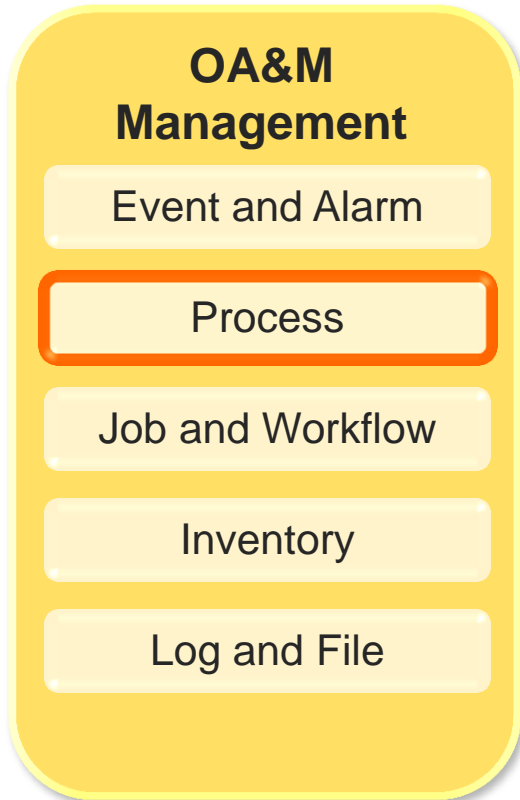 OA&M
Management
Event and Alarm
Process
Job and Workflow
Inventory
Log and File